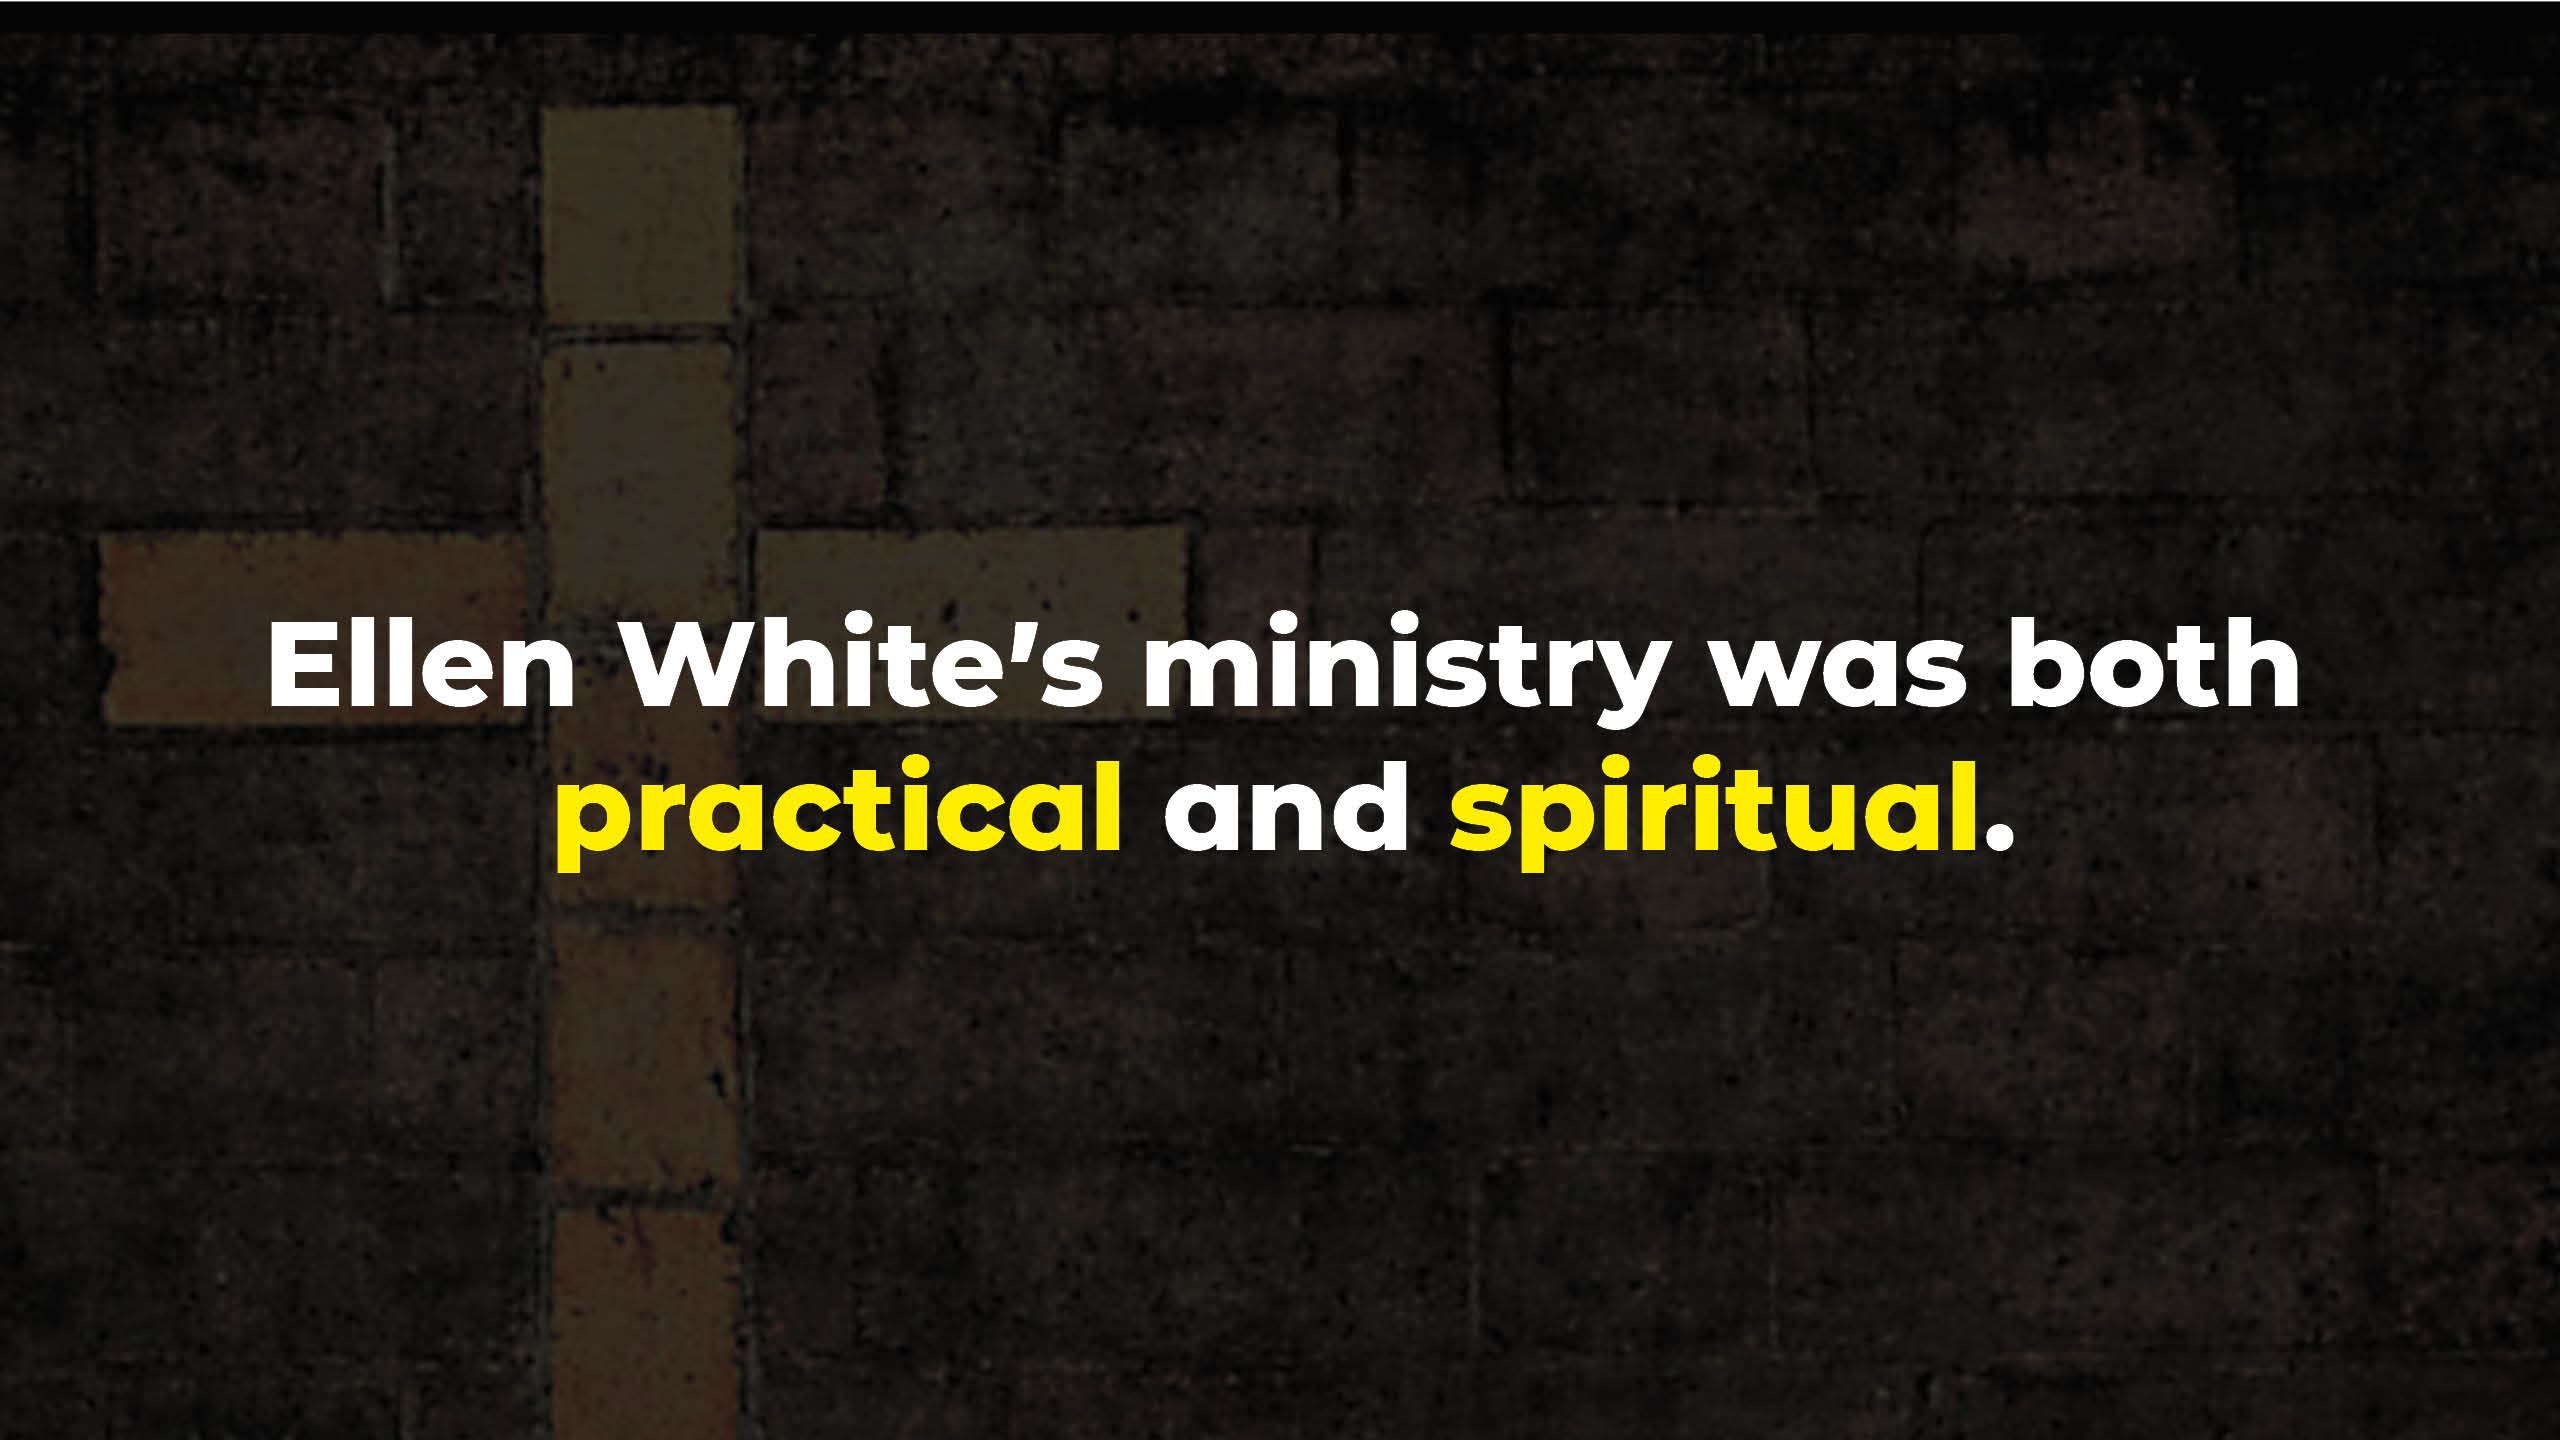 Ellen White's ministry was both
practical and spiritual.